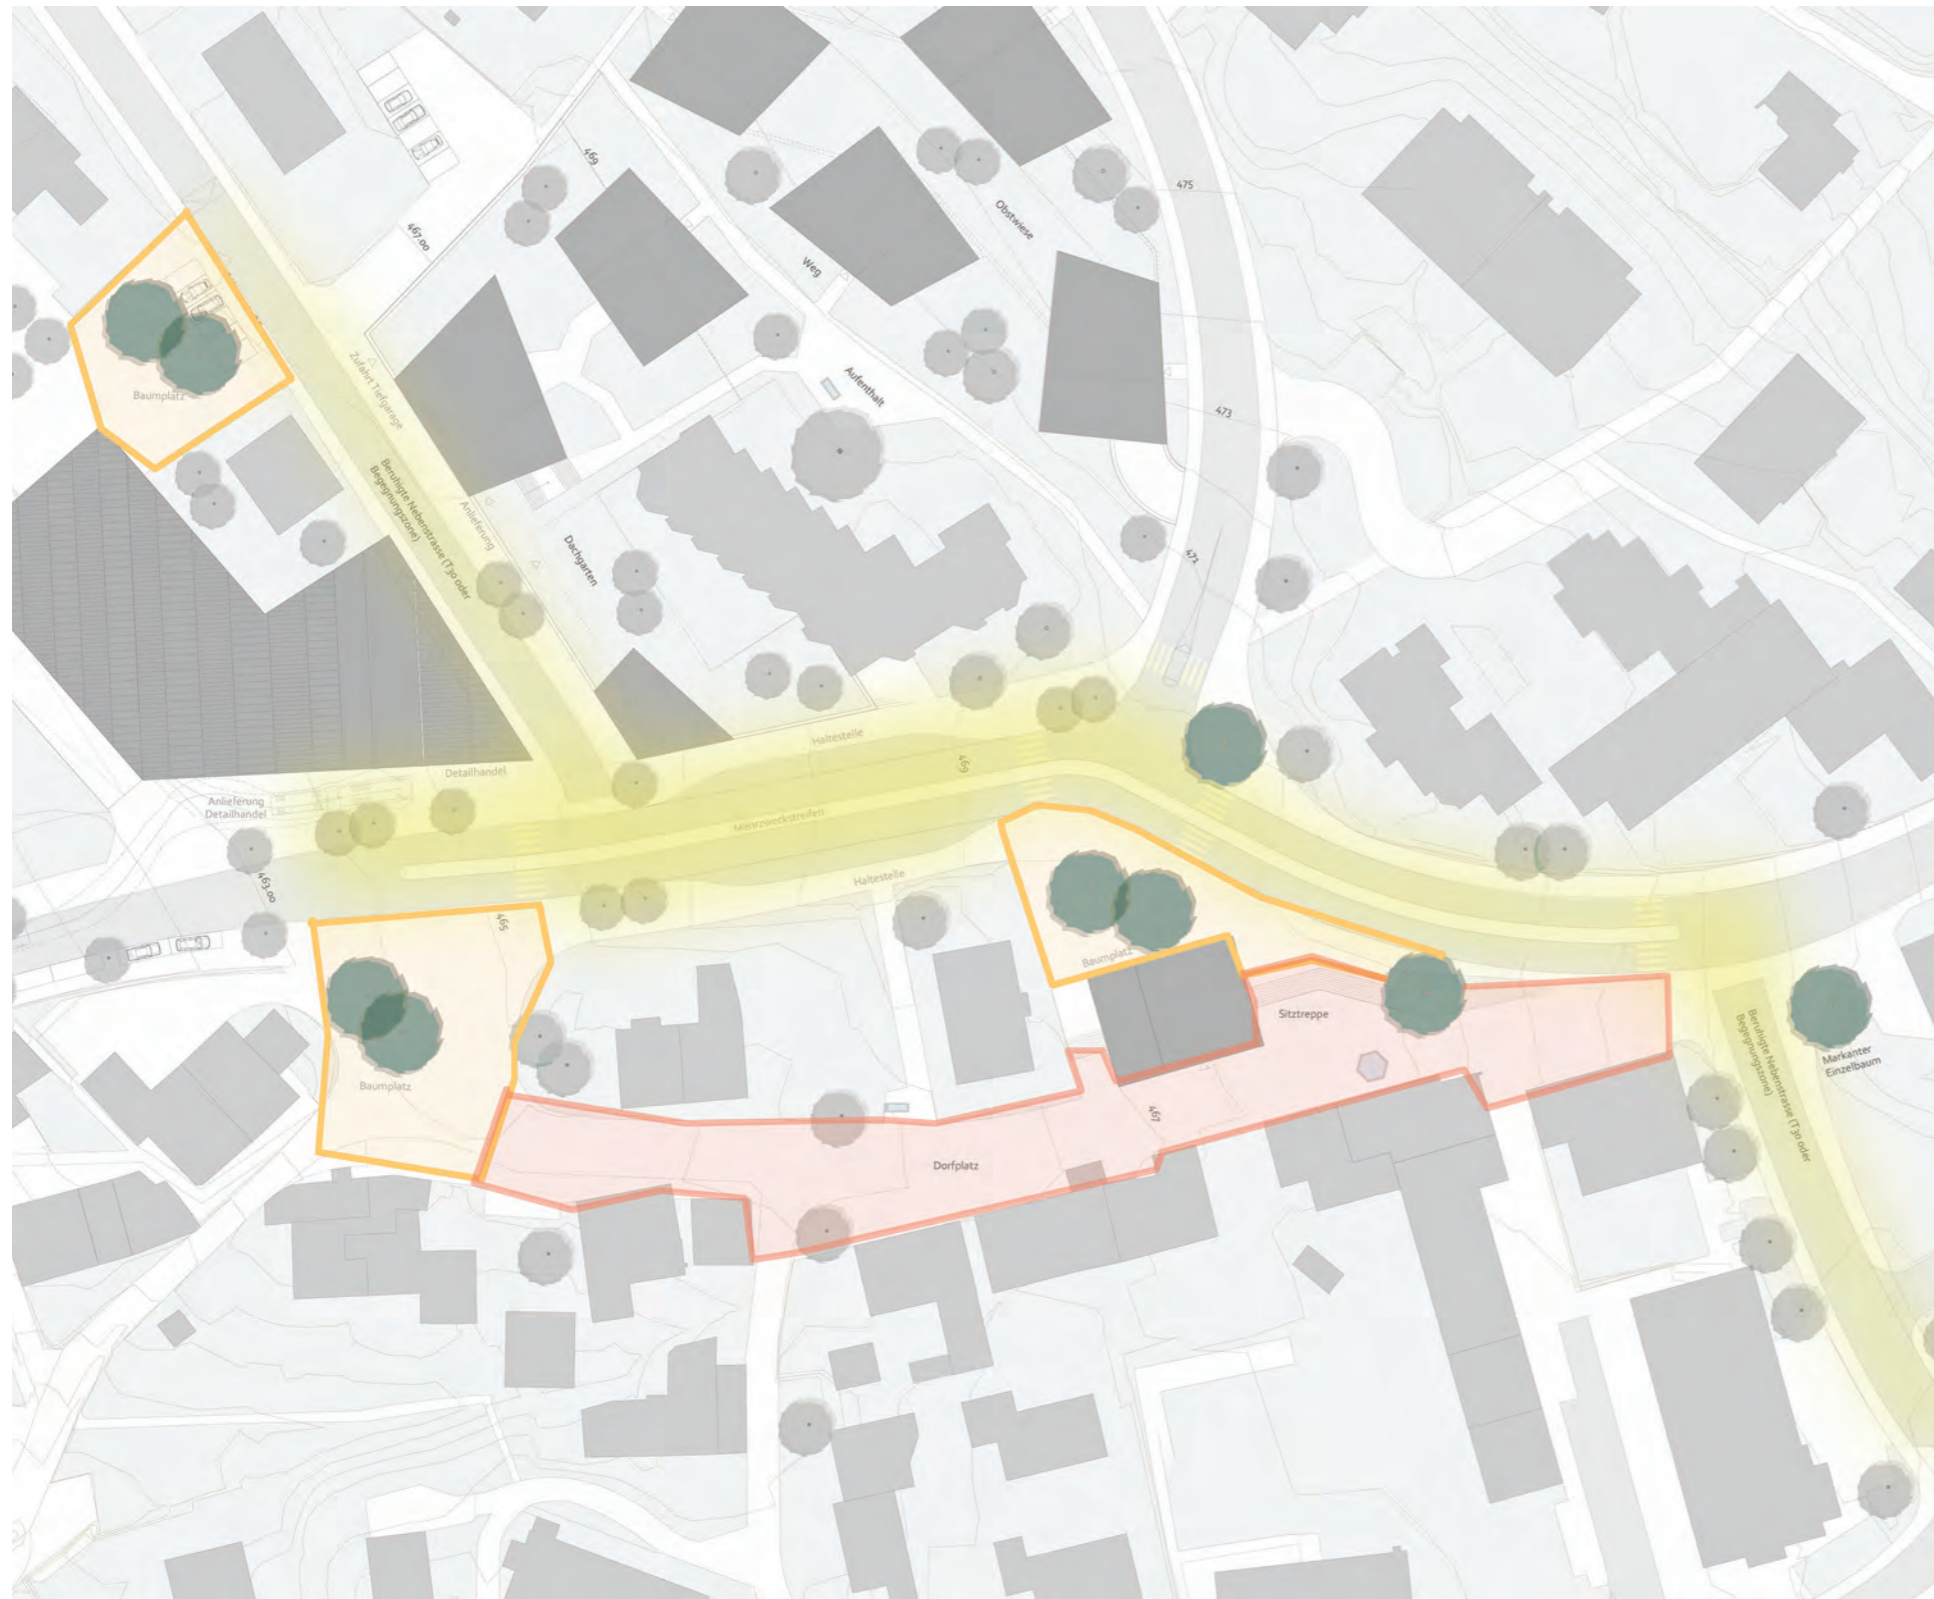 469
475
Obstwiese
467.00
Weg
Zufahrt Tiefgarage
Aufenthalt
Baumplatz
473
Beruhigte Nebenstrasse (T30 oder
Begegnungszone)
Anlieferung
Dachgarten
471
Haltestelle
469
Detailhandel
Anlieferung
Detailhandel
Mehrzweckstreifen
463.00
Haltestelle
465
Baumplatz
Sitztreppe
Beruhigte Nebenstrasse (T30 oder
Begegnungszone)
Markanter
Einzelbaum
Baumplatz
467
Dorfplatz